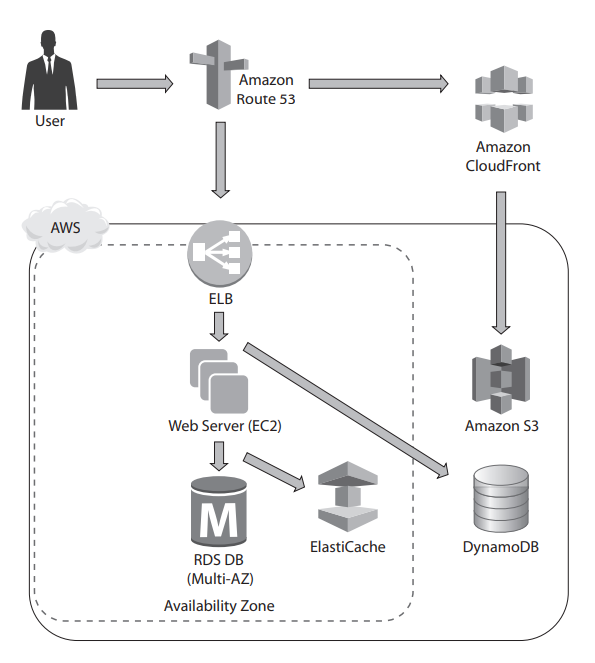 User
Amazon
Route 53
Amazon
CloudFront
AWS
ELB
Web Server (EC2)
Amazon S3
M
RDS DB
(Multi-AZ)
ElastiCache
DynamoDB
Availability Zone